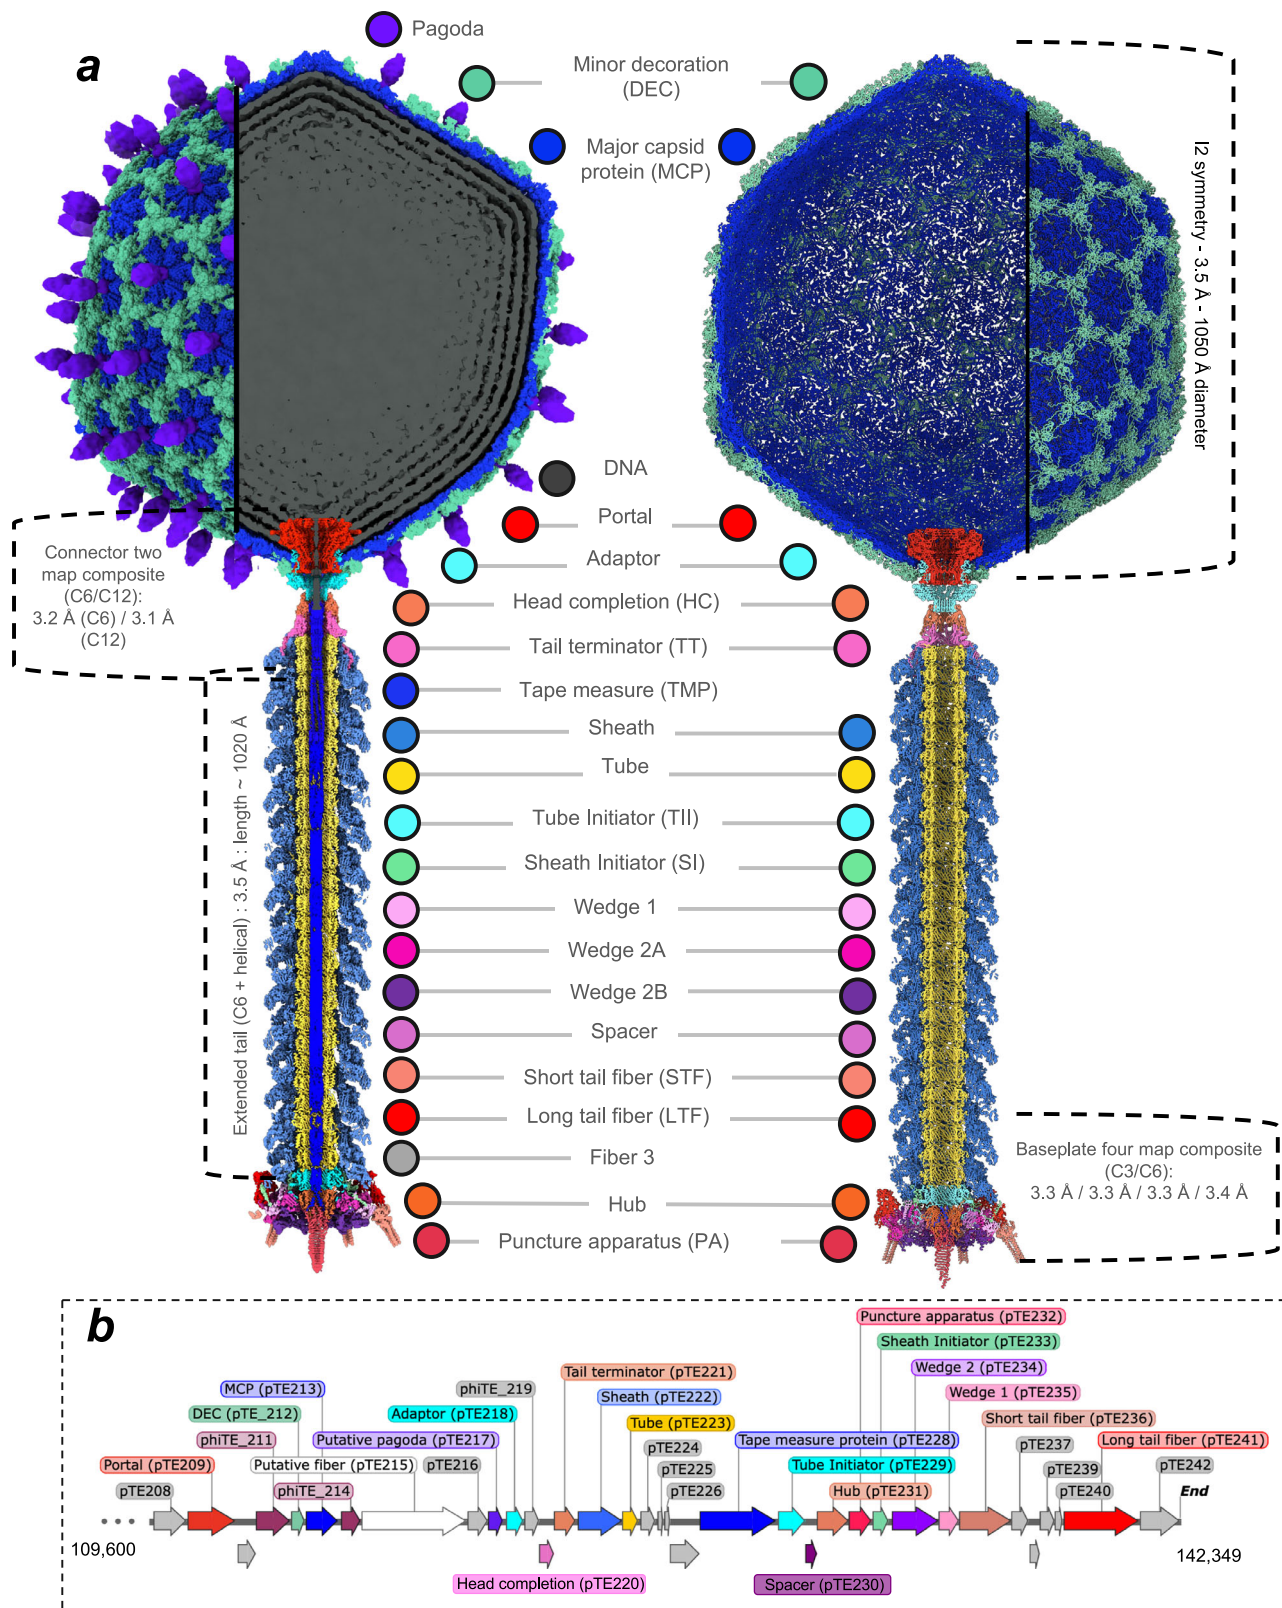 a
Pagoda
Minor decoration
(DEC)
Major capsid
protein (MCP)
I2 symmetry - 3.5 Å - 1050 Å diameter
DNA
Portal
Adaptor
Connector two
map composite
(C6/C12):
3.2 Å (C6) / 3.1 Å
(C12)
Head completion (HC)
Tail terminator (TT)
Tape measure (TMP)
Sheath
Tube
Tube Initiator (TII)
Sheath Initiator (SI)
Wedge 1
Wedge 2A
Wedge 2B
Spacer
Short tail fiber (STF)
Long tail fiber (LTF)
Fiber 3
Hub
Puncture apparatus (PA)
Extended tail (C6 + helical) : 3.5 Å : length ~ 1020 Å
Baseplate four map composite
(C3/C6):
3.3 Å / 3.3 Å / 3.3 Å / 3.4 Å
b
Puncture apparatus (pTE232)
Sheath Initiator (pTE233)
Tail terminator (pTE221)
Wedge 2 (pTE234)
MCP (pTE213)
phiTE_219
Sheath (pTE222)
Wedge 1 (pTE235)
DEC (pTE_212)
Adaptor (pTE218)
Tube (pTE223)
Short tail fiber (pTE236)
phiTE_211
Putative pagoda (pTE217)
pTE224
Tape measure protein (pTE228)
pTE237
Long tail fiber (pTE241)
Portal (pTE209)
Putative fiber (pTE215)
pTE216
pTE225
Tube Initiator (pTE229)
pTE239
pTE242
pTE208
phiTE_214
pTE226
Hub (pTE231)
pTE240
End
109,600
142,349
Head completion (pTE220)
Spacer (pTE230)